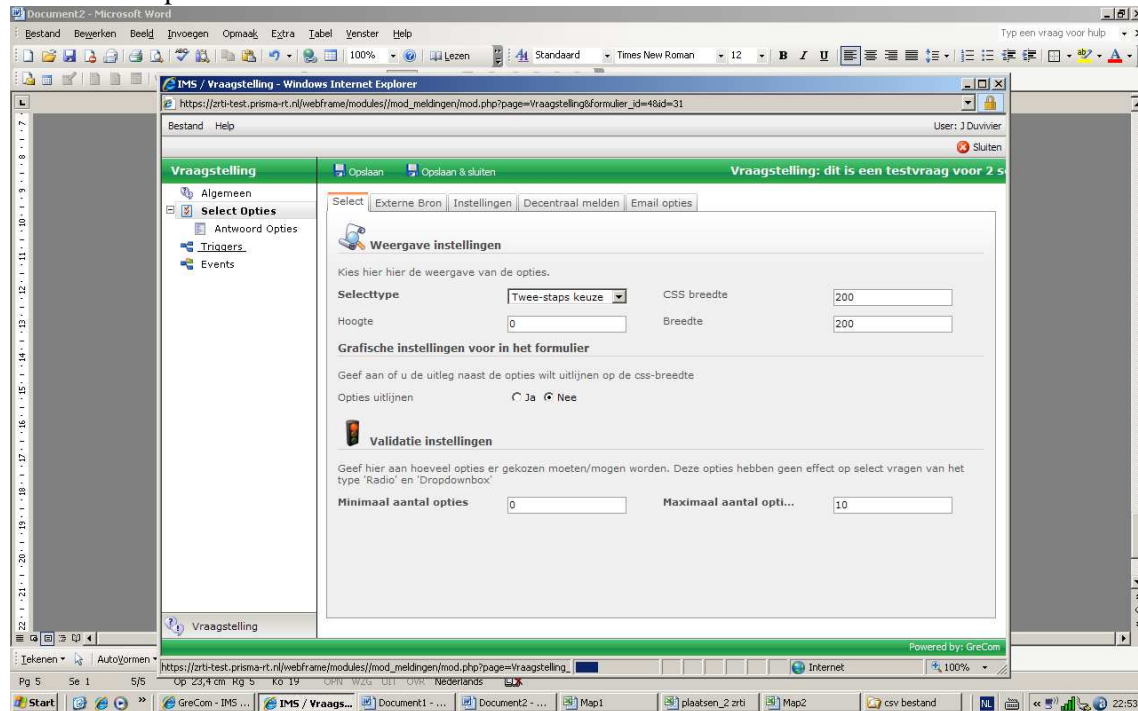 Document2 - Microsoft Word
Bestand Bewerken Beeld Invoegen Opmaak Extra Tabel Venster Help Typ een vraag voor hulp
100% Lezen Standaard Times New Roman 12 B I U
IMS / Vraagstelling - Windows Internet Explorer
https://zrti-test.prisma-rt.nl/webframe/modules//mod_meldingen/mod.php?page=Vraagstelling&formulier_id=48&id=31
Bestand Help User: J Duvivier
Sluiten
Vraagstelling Opslaan Opslaan & sluiten Vraagstelling: dit is een testvraag voor 2 s
Algemeen
Select Opties
Antwoord Opties
Triggers
Events
Select Externe Bron Instellingen Decentraal melden Email opties
Weergave instellingen
Kies hier hier de weergave van de opties.
Selecttype Twee-staps keuze CSS breedte 200
Hoogte 0 Breedte 200
Grafische instellingen voor in het formulier
Geef aan of u de uitleg naast de opties wilt uitlijnen op de css-breedte
Opties uitlijnen Ja Nee
Validatie instellingen
Geef hier aan hoeveel opties er gekozen moeten/mogen worden. Deze opties hebben geen effect op select vragen van het
type 'Radio' en 'Dropdownbox'
Minimaal aantal opties 0 Maximaal aantal opti... 10
Vraagstelling
Powered by: GreCom
https://zrti-test.prisma-rt.nl/webframe/modules//mod_meldingen/mod.php?page=Vraagstelling_ Internet 100%
Tekenen AutoVormen
Pg 5 Se 1 5/5 Op 23,4 cm Rg 5 Ko 19 OPN WZG UIT OVR Nederlands
Start GreCom - IMS ... IMS / Vraags... Document1 - ... Document2 - ... Map1 plaatsen_2 zrti Map2 csv bestand NL 22:53